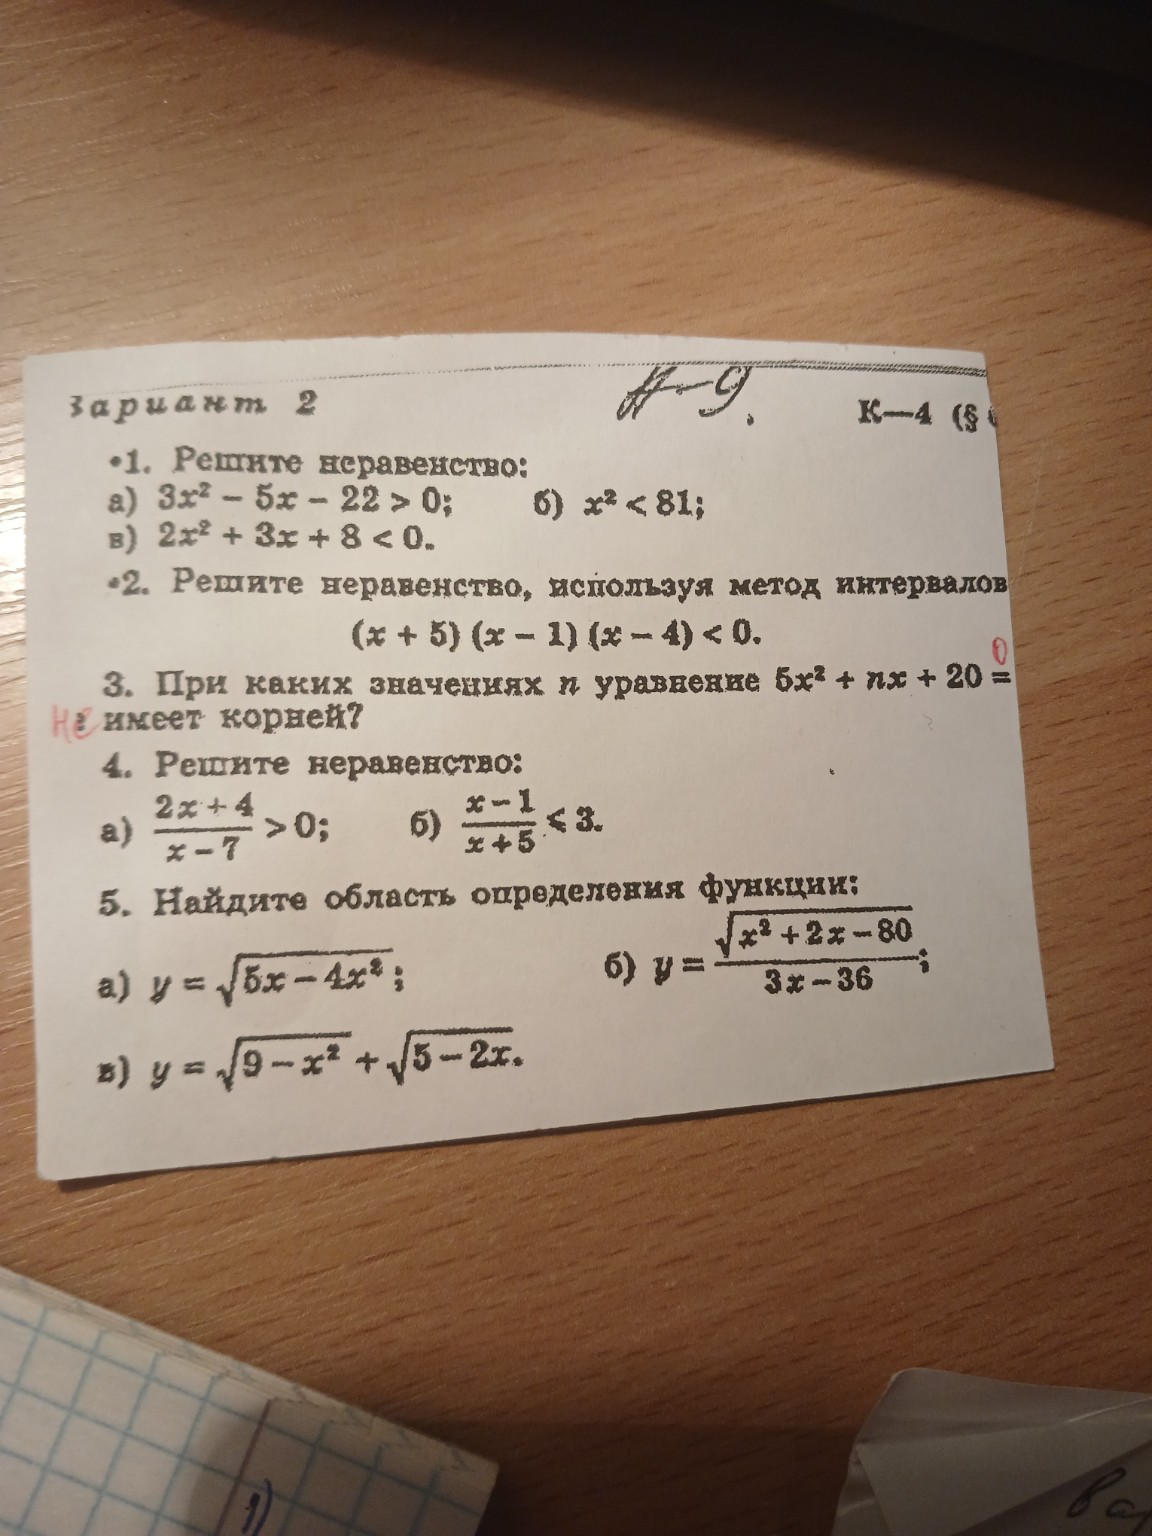 Вариант 2
А-9.
К—4 (§
•1. Решите неравенство:
а) 3x² − 5x − 22 > 0; б) x² < 81;
в) 2x² + 3x + 8 < 0.
•2. Решите неравенство, используя метод интервалов
(x + 5) (x − 1) (x − 4) < 0.
3. При каких значениях n уравнение 5x² + nx + 20 = 0
не имеет корней?
4. Решите неравенство:
а) (2x + 4)/(x − 7) > 0; б) (x − 1)/(x + 5) ⩽ 3.
5. Найдите область определения функции:
а) y = √(5x − 4x²); б) y = √(x² + 2x − 80)/(3x − 36);
в) y = √(9 − x²) + √(5 − 2x).
1)